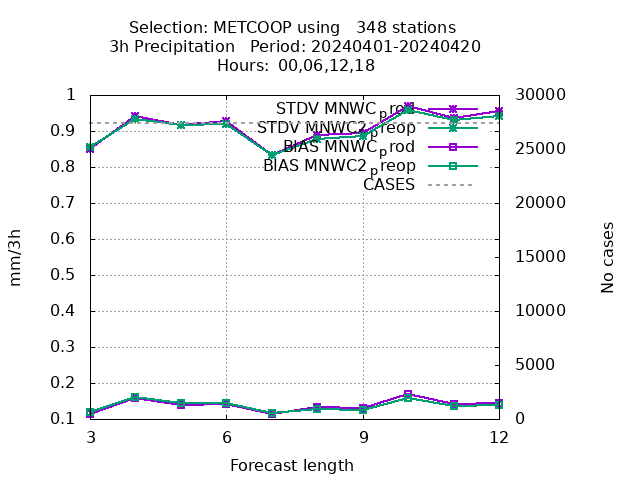 Selection: METCOOP using   348 stations
3h Precipitation   Period: 20240401-20240420
Hours:  00,06,12,18
STDV MNWC_prod
STDV MNWC2_preop
BIAS MNWC_prod
BIAS MNWC2_preop
CASES
1
0.9
0.8
0.7
0.6
0.5
0.4
0.3
0.2
0.1
30000
25000
20000
15000
10000
5000
0
3 6 9 12
mm/3h
No cases
Forecast length